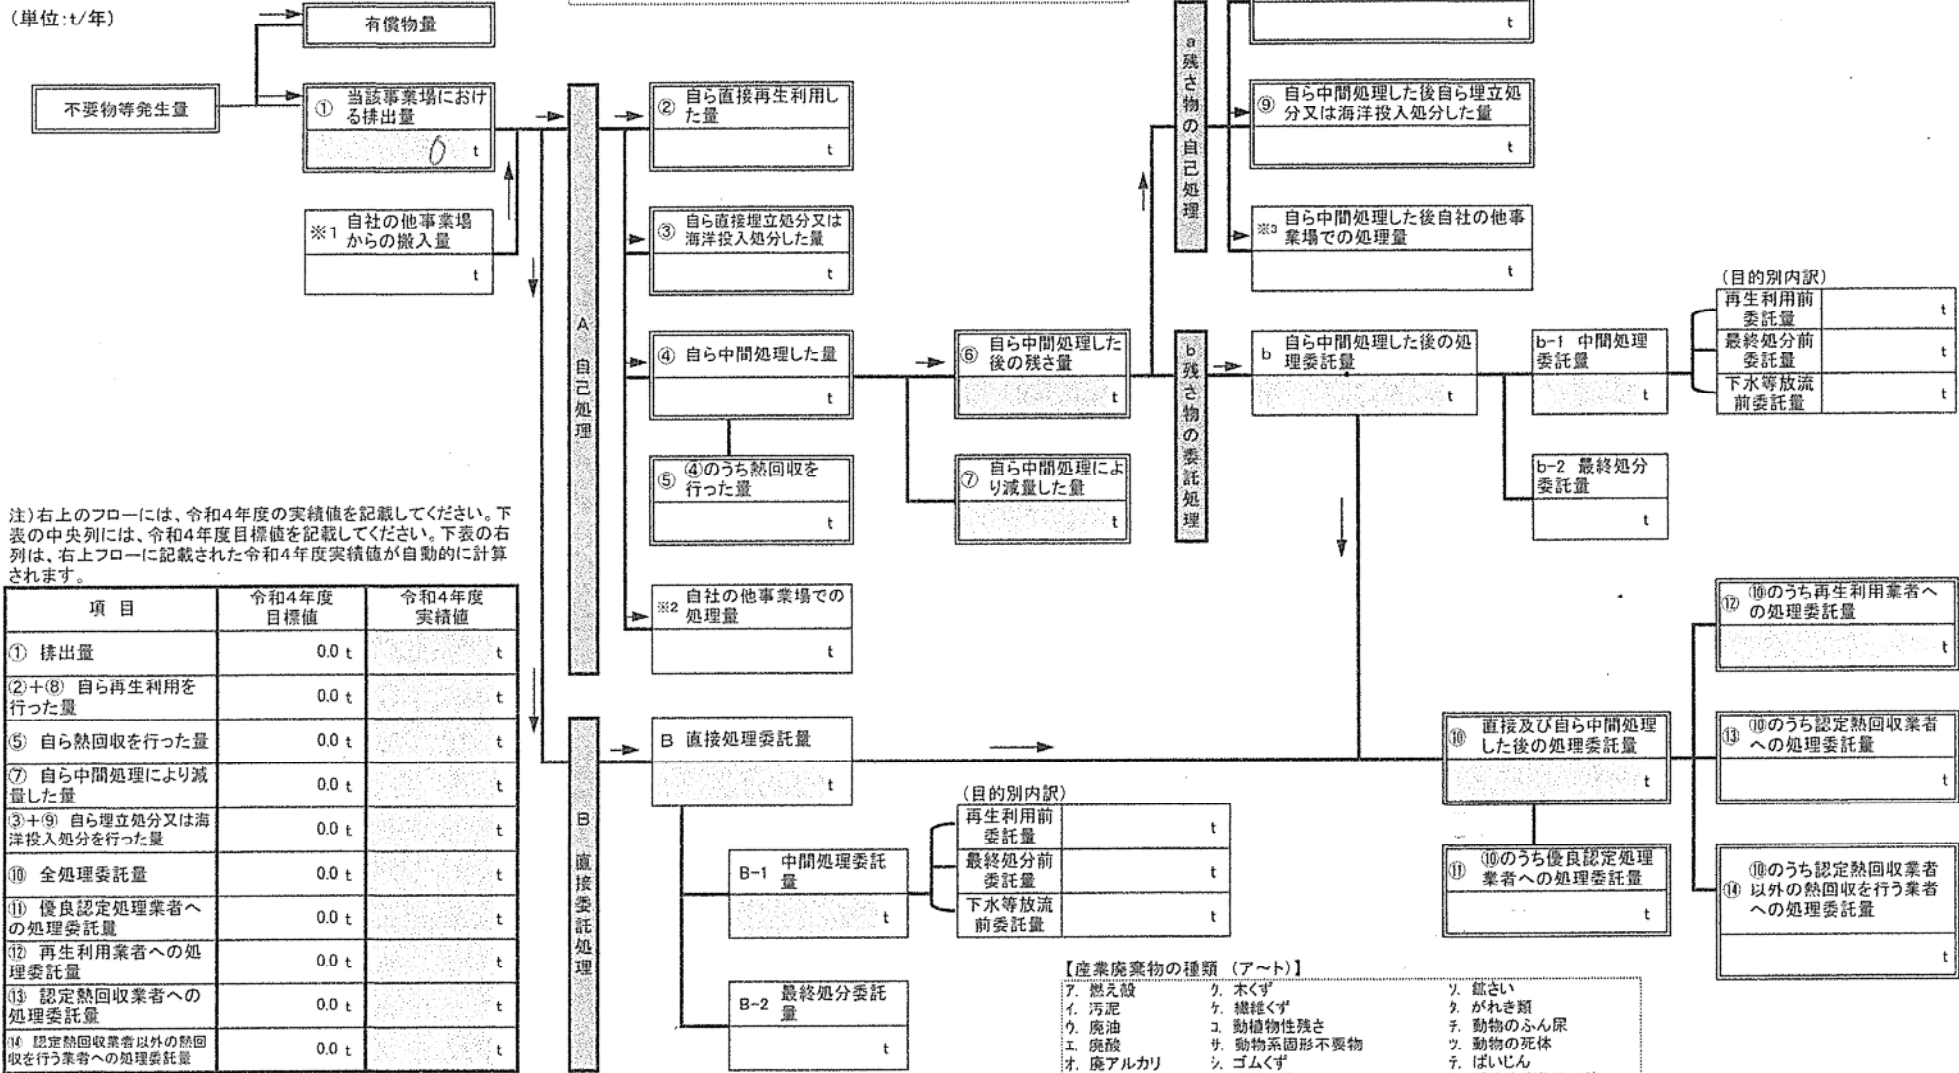 (単位:t/年)
有償物量
不要物等発生量
① 当該事業場におけ
る排出量
0 t
※1 自社の他事業場
からの搬入量
t
A 自己処理
② 自ら直接再生利用し
た量
t
③ 自ら直接埋立処分又は
海洋投入処分した量
t
④ 自ら中間処理した量
t
⑤ ④のうち熱回収を
行った量
t
※2 自社の他事業場での
処理量
t
⑥ 自ら中間処理した
後の残さ量
t
⑦ 自ら中間処理によ
り減量した量
t
a残さ物の自己処理
t
⑨ 自ら中間処理した後自ら埋立処
分又は海洋投入処分した量
t
※3 自ら中間処理した後自社の他事
業場での処理量
t
b残さ物の委託処理
b 自ら中間処理した後の処
理委託量
t
b-1 中間処理
委託量
t
b-2 最終処分
委託量
t
(目的別内訳)
再生利用前
委託量
t
最終処分前
委託量
t
下水等放流
前委託量
t
注)右上のフローには、令和4年度の実績値を記載してください。下
表の中央列には、令和4年度目標値を記載してください。下表の右
列は、右上フローに記載された令和4年度実績値が自動的に計算
されます。
項 目 令和4年度
目標値 令和4年度
実績値
① 排出量 0.0 t t
②+⑧ 自ら再生利用を
行った量 0.0 t t
⑤ 自ら熱回収を行った量 0.0 t t
⑦ 自ら中間処理により減
量した量 0.0 t t
③+⑨ 自ら埋立処分又は海
洋投入処分を行った量 0.0 t t
⑩ 全処理委託量 0.0 t t
⑪ 優良認定処理業者へ
の処理委託量 0.0 t t
⑫ 再生利用業者への処
理委託量 0.0 t t
⑬ 認定熱回収業者への
処理委託量 0.0 t t
⑭ 認定熱回収業者以外の熱回
収を行う業者への処理委託量 0.0 t t
B 直接委託処理
B 直接処理委託量
t
B-1 中間処理委託
量
t
B-2 最終処分委託
量
t
(目的別内訳)
再生利用前
委託量
t
最終処分前
委託量
t
下水等放流
前委託量
t
⑩ 直接及び自ら中間処理
した後の処理委託量
t
⑪ ⑩のうち優良認定処理
業者への処理委託量
t
⑫ ⑩のうち再生利用業者へ
の処理委託量
t
⑬ ⑩のうち認定熱回収業者
への処理委託量
t
⑭ ⑩のうち認定熱回収業者
以外の熱回収を行う業者
への処理委託量
t
【産業廃棄物の種類 (ア~ト)】
ア. 燃え殻 ク. 木くず ソ. 鉱さい
イ. 汚泥 ケ. 繊維くず タ. がれき類
ウ. 廃油 コ. 動植物性残さ チ. 動物のふん尿
エ. 廃酸 サ. 動物系固形不要物 ツ. 動物の死体
オ. 廃アルカリ シ. ゴムくず テ. ばいじん